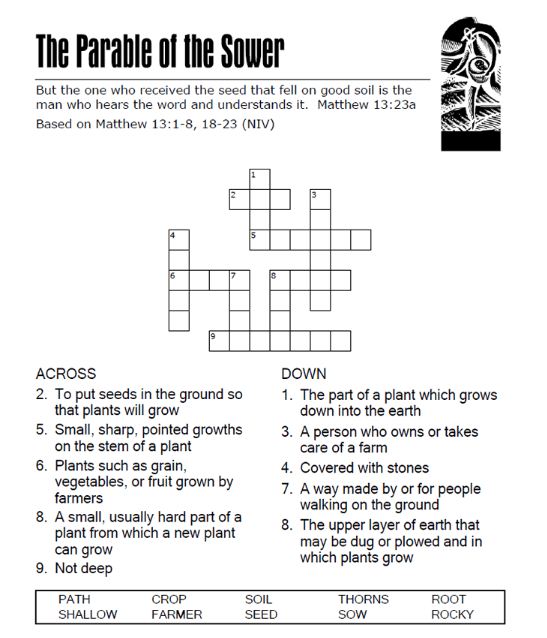 The Parable of the Sower
But the one who received the seed that fell on good soil is the
man who hears the word and understands it.  Matthew 13:23a
Based on Matthew 13:1-8, 18-23 (NIV)
1
2
3
4
5
6
7
8
9
ACROSS
2. To put seeds in the ground so
that plants will grow
5. Small, sharp, pointed growths
on the stem of a plant
6. Plants such as grain,
vegetables, or fruit grown by
farmers
8. A small, usually hard part of a
plant from which a new plant
can grow
9. Not deep
DOWN
1. The part of a plant which grows
down into the earth
3. A person who owns or takes
care of a farm
4. Covered with stones
7. A way made by or for people
walking on the ground
8. The upper layer of earth that
may be dug or plowed and in
which plants grow
PATH CROP SOIL THORNS ROOT
SHALLOW FARMER SEED SOW ROCKY